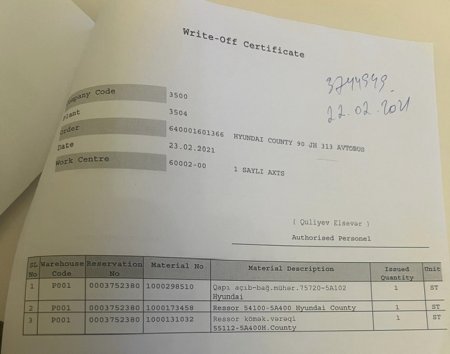 Write-Off Certificate
3744949.
22.02.2021
Company Code 3500
Plant 3504
Order 640001601366 HYUNDAI COUNTY 90 JH 313 AVTOBUS
Date 23.02.2021
Work Centre 60002-00 1 SAYLI AXTS
( Quliyev Elsevar )
Authorised Personel
SL No Warehouse Code Reservation No Material No Material Description Issued Quantity Unit
1 P001 0003752380 1000298510 Qapı açıb-bağ.mühər.75720-5A102 Hyundai 1 ST
2 P001 0003752380 1000173458 Ressor 54100-5A400 Hyundai County 1 ST
3 P001 0003752380 1000131032 Ressor kömək.vərəqi 55112-5A400H.County 1 ST